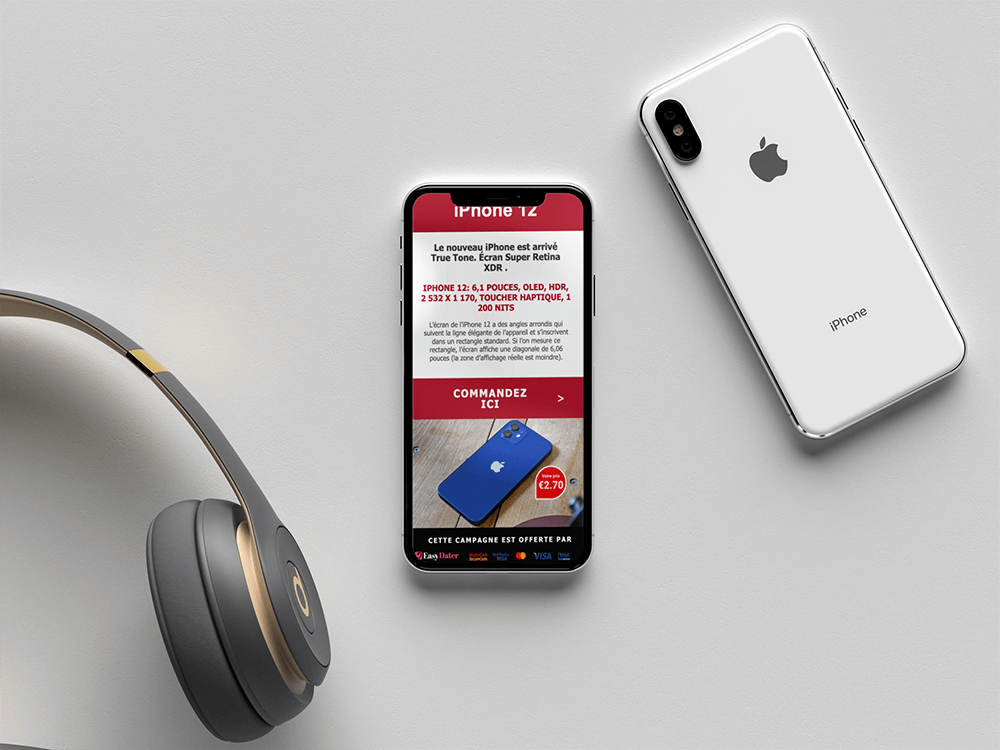 iPhone 12
Le nouveau iPhone est arrivé
True Tone. Écran Super Retina
XDR .
IPHONE 12: 6,1 POUCES, OLED, HDR,
2 532 X 1 170, TOUCHER HAPTIQUE, 1
200 NITS
L'écran de l'iPhone 12 a des angles arrondis qui
suivent la ligne élégante de l'appareil et s'inscrivent
dans un rectangle standard. Si l'on mesure ce
rectangle, l'écran affiche une diagonale de 6,06
pouces (la zone d'affichage réelle est moindre).
COMMANDEZ
ICI >
Votre prix
€2.70
CETTE CAMPAGNE EST OFFERTE PAR
EasyDater
VISA
iPhone